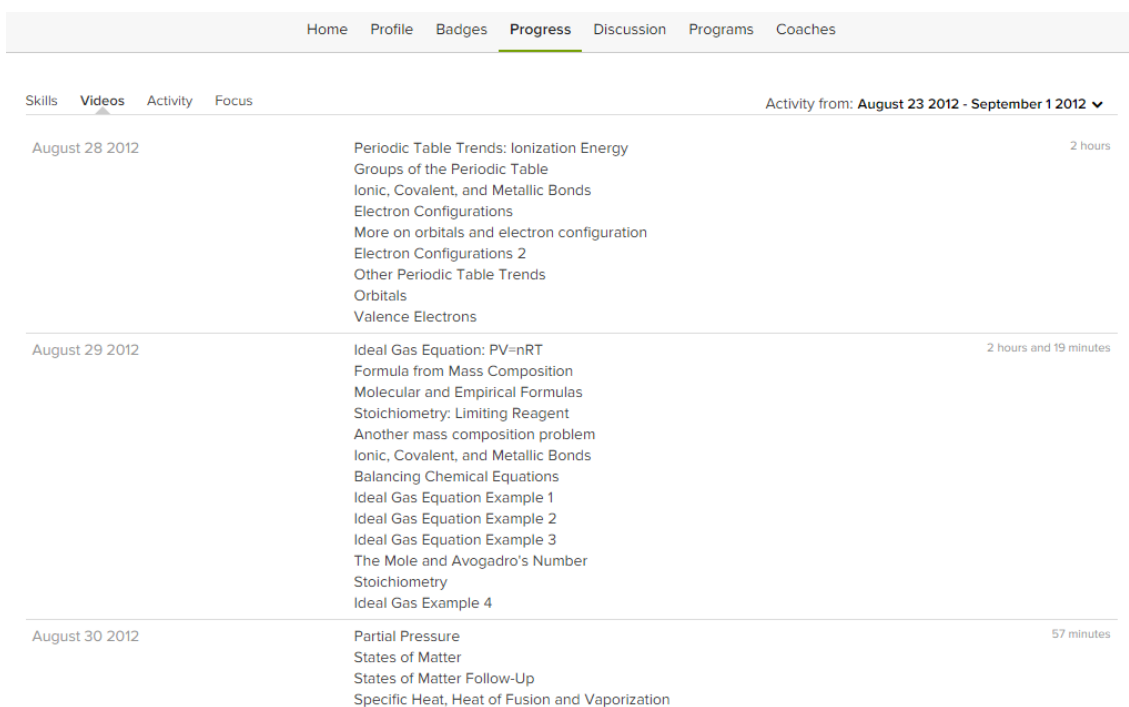 Home Profile Badges Progress Discussion Programs Coaches
Skills Videos Activity Focus Activity from: August 23 2012 - September 1 2012
August 28 2012 Periodic Table Trends: Ionization Energy 2 hours
Groups of the Periodic Table
Ionic, Covalent, and Metallic Bonds
Electron Configurations
More on orbitals and electron configuration
Electron Configurations 2
Other Periodic Table Trends
Orbitals
Valence Electrons
August 29 2012 Ideal Gas Equation: PV=nRT 2 hours and 19 minutes
Formula from Mass Composition
Molecular and Empirical Formulas
Stoichiometry: Limiting Reagent
Another mass composition problem
Ionic, Covalent, and Metallic Bonds
Balancing Chemical Equations
Ideal Gas Equation Example 1
Ideal Gas Equation Example 2
Ideal Gas Equation Example 3
The Mole and Avogadro's Number
Stoichiometry
Ideal Gas Example 4
August 30 2012 Partial Pressure 57 minutes
States of Matter
States of Matter Follow-Up
Specific Heat, Heat of Fusion and Vaporization